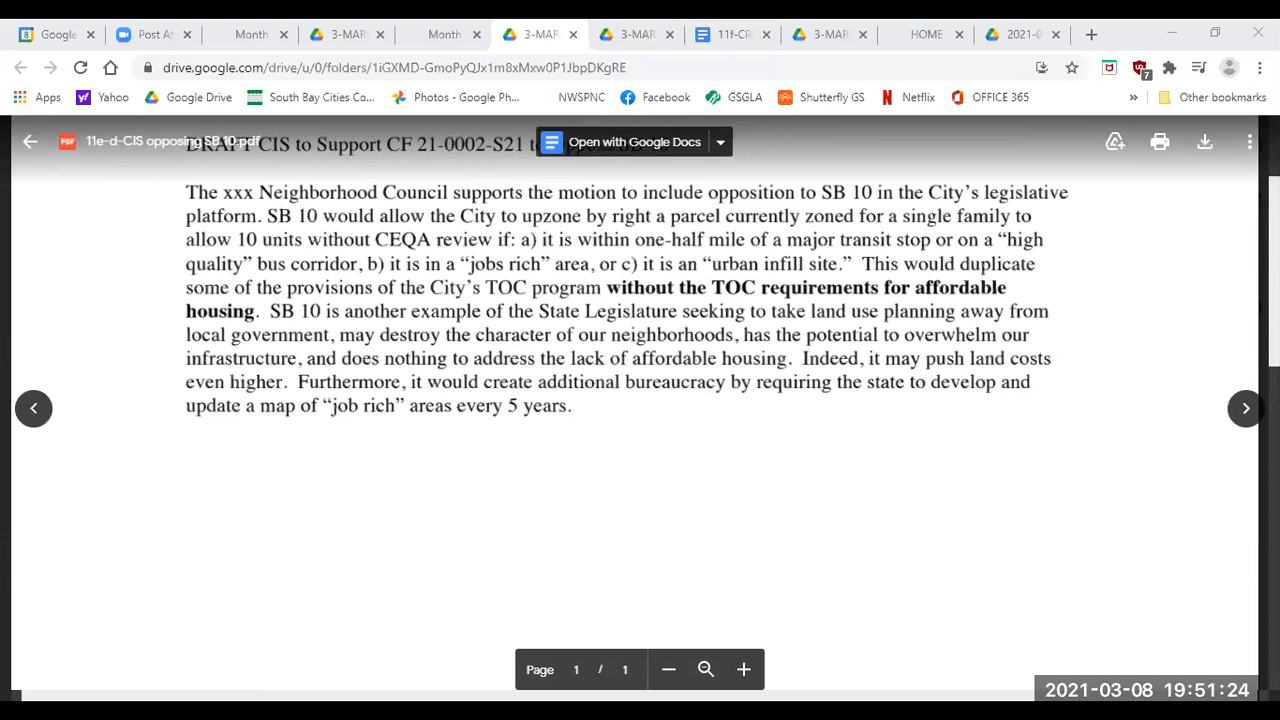 Google
Post At
Month
3-MAR
Month
3-MAR
3-MAR
11f-CPA
3-MAR
HOME
2021-0
drive.google.com/drive/u/0/folders/1iGXMD-GmoPyQJx1m8xMxw0P1JbpDKgRE
7
Apps
Yahoo
Google Drive
South Bay Cities Co...
Photos - Google Ph...
NWSPNC
Facebook
GSGLA
Shutterfly GS
Netflix
OFFICE 365
»
Other bookmarks
PDF
11e-d-CIS opposing SB 10.pdf
Open with Google Docs
DRAFT CIS to Support CF 21-0002-S21
The xxx Neighborhood Council supports the motion to include opposition to SB 10 in the City's legislative
platform. SB 10 would allow the City to upzone by right a parcel currently zoned for a single family to
allow 10 units without CEQA review if: a) it is within one-half mile of a major transit stop or on a “high
quality” bus corridor, b) it is in a “jobs rich” area, or c) it is an “urban infill site.” This would duplicate
some of the provisions of the City's TOC program without the TOC requirements for affordable
housing. SB 10 is another example of the State Legislature seeking to take land use planning away from
local government, may destroy the character of our neighborhoods, has the potential to overwhelm our
infrastructure, and does nothing to address the lack of affordable housing. Indeed, it may push land costs
even higher. Furthermore, it would create additional bureaucracy by requiring the state to develop and
update a map of “job rich” areas every 5 years.
Page 1 / 1
2021-03-08 19:51:24